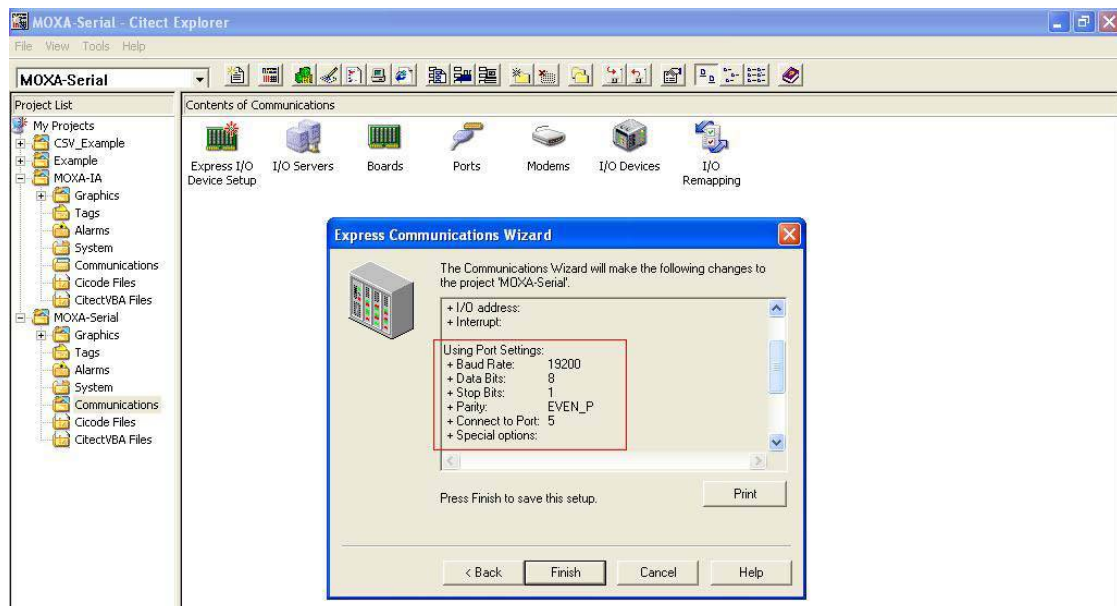 MOXA-Serial - Citect Explorer
File View Tools Help
MOXA-Serial
Project List
Contents of Communications
My Projects
CSV_Example
Example
MOXA-IA
Graphics
Tags
Alarms
System
Communications
Cicode Files
CitectVBA Files
MOXA-Serial
Graphics
Tags
Alarms
System
Communications
Cicode Files
CitectVBA Files
Express I/O
Device Setup
I/O Servers
Boards
Ports
Modems
I/O Devices
I/O
Remapping
Express Communications Wizard
The Communications Wizard will make the following changes to
the project 'MOXA-Serial'.
+ I/O address:
+ Interrupt:
Using Port Settings:
+ Baud Rate: 19200
+ Data Bits: 8
+ Stop Bits: 1
+ Parity: EVEN_P
+ Connect to Port: 5
+ Special options:
Press Finish to save this setup.
Print
< Back
Finish
Cancel
Help